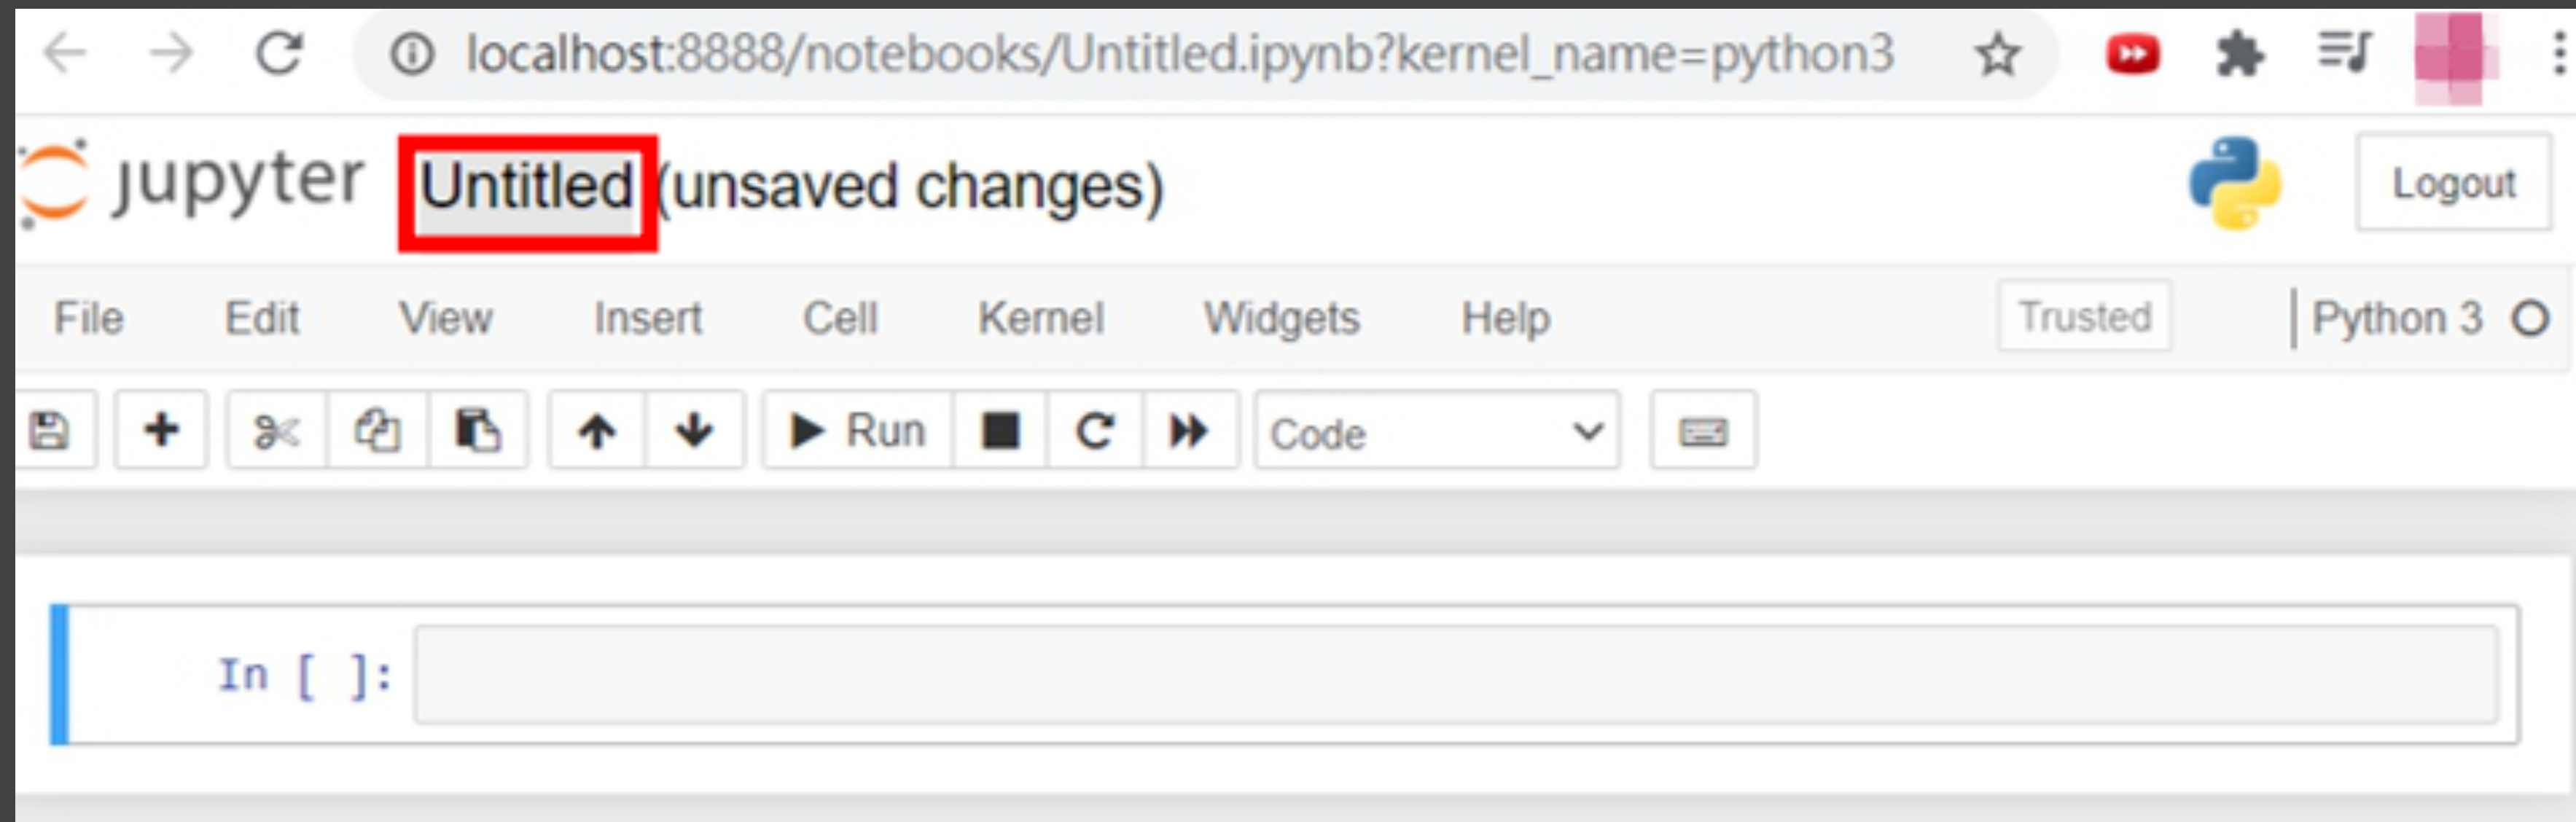 localhost:8888/notebooks/Untitled.ipynb?kernel_name=python3
jupyter Untitled (unsaved changes) Logout
File Edit View Insert Cell Kernel Widgets Help Trusted | Python 3
Run Code
In [ ]: